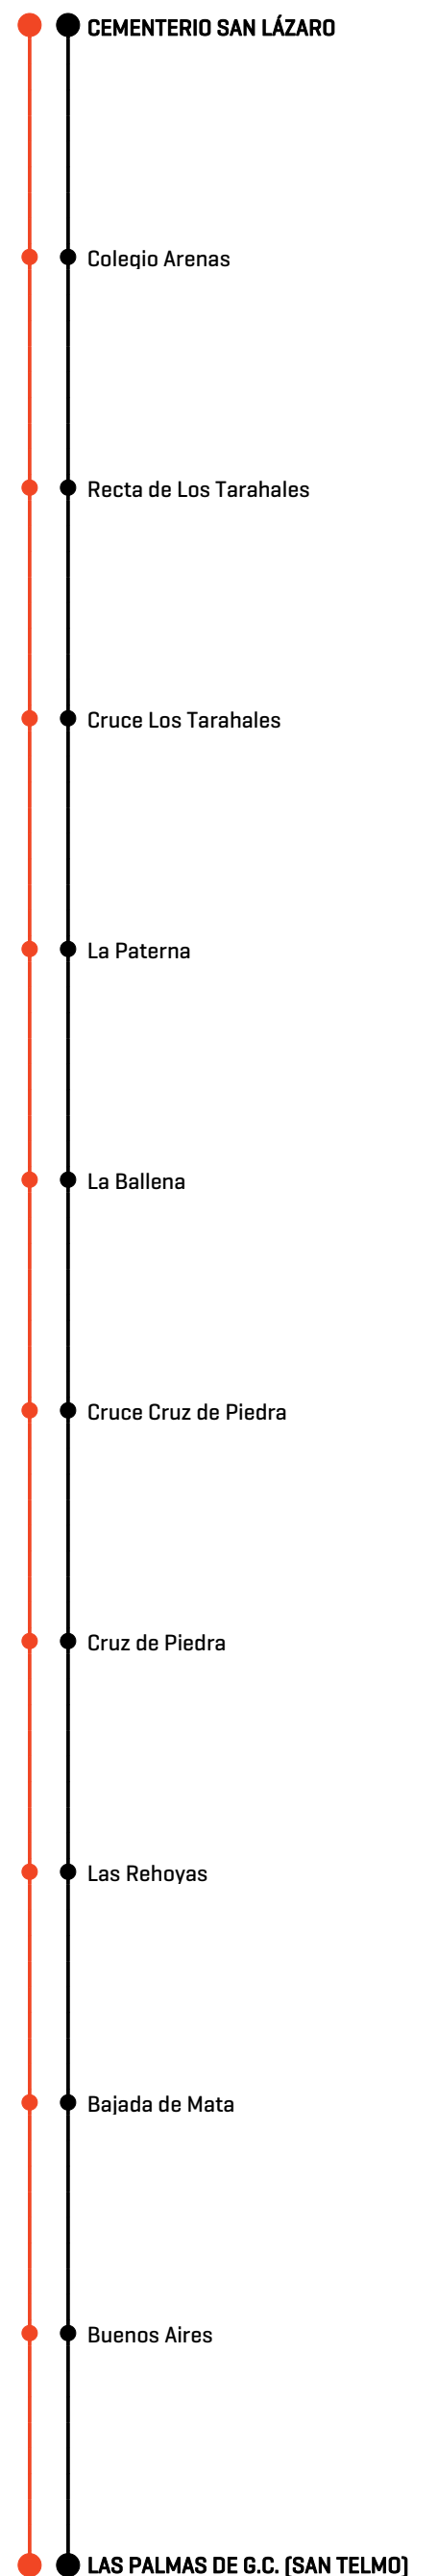 CEMENTERIO SAN LÁZARO
Colegio Arenas
Recta de Los Tarahales
Cruce Los Tarahales
La Paterna
La Ballena
Cruce Cruz de Piedra
Cruz de Piedra
Las Rehoyas
Bajada de Mata
Buenos Aires
LAS PALMAS DE G.C. (SAN TELMO)